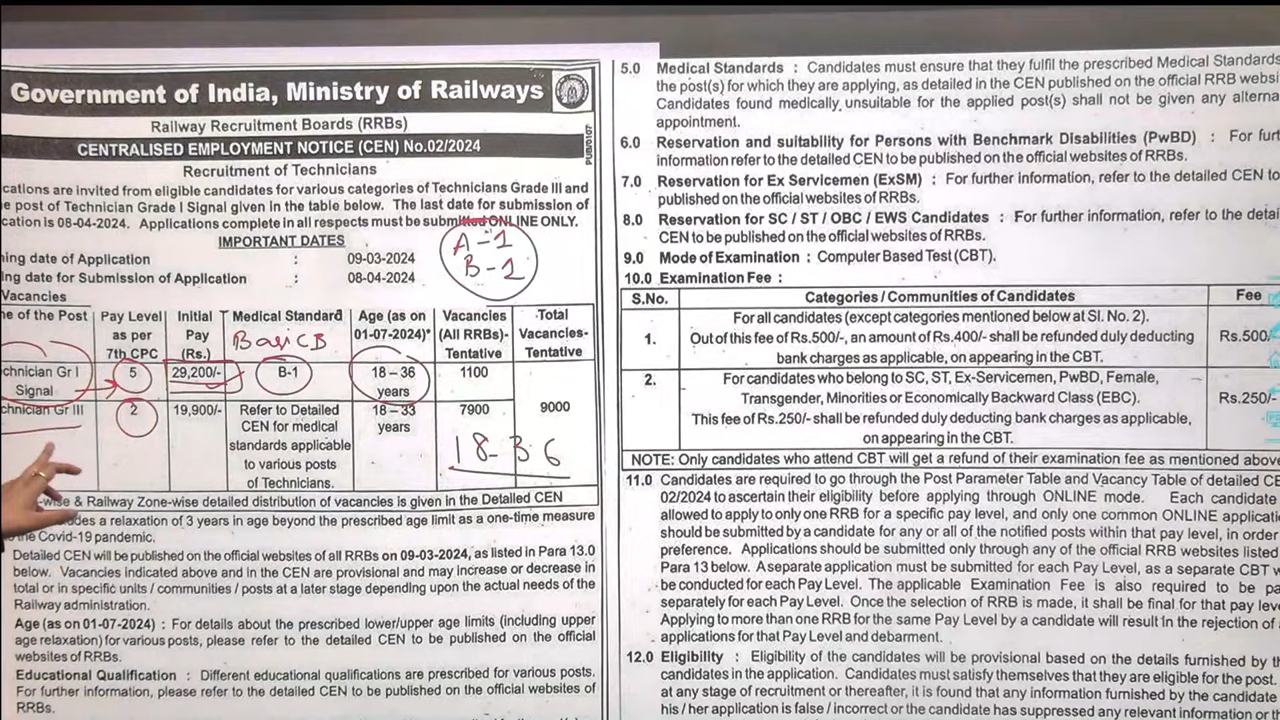 Government of India, Ministry of Railways
Railway Recruitment Boards (RRBs)
CENTRALISED EMPLOYMENT NOTICE (CEN) No.02/2024
PUB/0107
Recruitment of Technicians
cations are invited from eligible candidates for various categories of Technicians Grade III and
e post of Technician Grade I Signal given in the table below. The last date for submission of
cation is 08-04-2024. Applications complete in all respects must be submitted ONLINE ONLY.
IMPORTANT DATES
A-1
B-1
ning date of Application : 09-03-2024
ing date for Submission of Application : 08-04-2024
Vacancies
ne of the Post
Pay Level
as per
7th CPC
Initial
Pay
(Rs.)
Medical Standard
Age (as on
01-07-2024)*
Vacancies
(All RRBs)-
Tentative
Total
Vacancies-
Tentative
chnician Gr I
Signal
5
29,200/-
B-1
18 – 36
years
1100
chnician Gr III
2
19,900/-
Refer to Detailed
CEN for medical
standards applicable
to various posts
of Technicians.
18 – 33
years
7900
9000
18-36
-wise & Railway Zone-wise detailed distribution of vacancies is given in the Detailed CEN
des a relaxation of 3 years in age beyond the prescribed age limit as a one-time measure
the Covid-19 pandemic.
Detailed CEN will be published on the official websites of all RRBs on 09-03-2024, as listed in Para 13.0
below. Vacancies indicated above and in the CEN are provisional and may increase or decrease in
total or in specific units / communities / posts at a later stage depending upon the actual needs of the
Railway administration.
Age (as on 01-07-2024) : For details about the prescribed lower/upper age limits (including upper
age relaxation) for various posts, please refer to the detailed CEN to be published on the official
websites of RRBs.
Educational Qualification : Different educational qualifications are prescribed for various posts.
For further information, please refer to the detailed CEN to be published on the official websites of
RRBs.
5.0 Medical Standards : Candidates must ensure that they fulfil the prescribed Medical Standards
the post(s) for which they are applying, as detailed in the CEN published on the official RRB websi
Candidates found medically unsuitable for the applied post(s) shall not be given any alterna
appointment.
6.0 Reservation and suitability for Persons with Benchmark Disabilities (PwBD) : For fur
information refer to the detailed CEN to be published on the official websites of RRBs.
7.0 Reservation for Ex Servicemen (ExSM) : For further information, refer to the detailed CEN to
published on the official websites of RRBs.
8.0 Reservation for SC / ST / OBC / EWS Candidates : For further information, refer to the detai
CEN to be published on the official websites of RRBs.
9.0 Mode of Examination : Computer Based Test (CBT).
10.0 Examination Fee :
S.No. Categories / Communities of Candidates Fee
1.
For all candidates (except categories mentioned below at Sl. No. 2).
Out of this fee of Rs.500/-, an amount of Rs.400/- shall be refunded duly deducting
bank charges as applicable, on appearing in the CBT.
Rs.500/
2.
For candidates who belong to SC, ST, Ex-Servicemen, PwBD, Female,
Transgender, Minorities or Economically Backward Class (EBC).
This fee of Rs.250/- shall be refunded duly deducting bank charges as applicable,
on appearing in the CBT.
Rs.250/-
NOTE: Only candidates who attend CBT will get a refund of their examination fee as mentioned above
11.0 Candidates are required to go through the Post Parameter Table and Vacancy Table of detailed CE
02/2024 to ascertain their eligibility before applying through ONLINE mode. Each candidate
allowed to apply to only one RRB for a specific pay level, and only one common ONLINE applicati
should be submitted by a candidate for any or all of the notified posts within that pay level, in order
preference. Applications should be submitted only through any of the official RRB websites listed
Para 13 below. A separate application must be submitted for each Pay Level, as a separate CBT w
be conducted for each Pay Level. The applicable Examination Fee is also required to be pa
separately for each Pay Level. Once the selection of RRB is made, it shall be final for that pay leve
Applying to more than one RRB for the same Pay Level by a candidate will result in the rejection of
applications for that Pay Level and debarment.
12.0 Eligibility : Eligibility of the candidates will be provisional based on the details furnished by th
candidates in the application. Candidates must satisfy themselves that they are eligible for the post.
at any stage of recruitment or thereafter, it is found that any information furnished by the candidate
his / her application is false / incorrect or the candidate has suppressed any relevant information or th